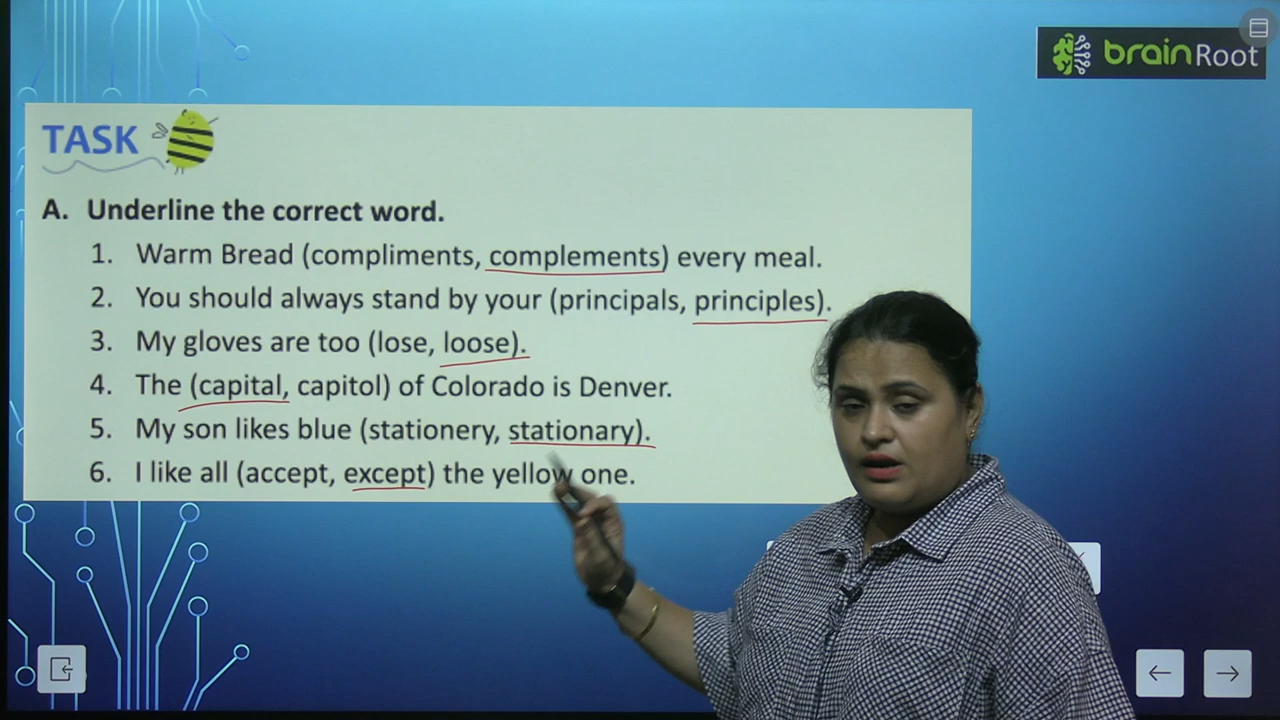 brainRoot
TASK
A. Underline the correct word.
1. Warm Bread (compliments, complements) every meal.
2. You should always stand by your (principals, principles).
3. My gloves are too (lose, loose).
4. The (capital, capitol) of Colorado is Denver.
5. My son likes blue (stationery, stationary).
6. I like all (accept, except) the yellow one.